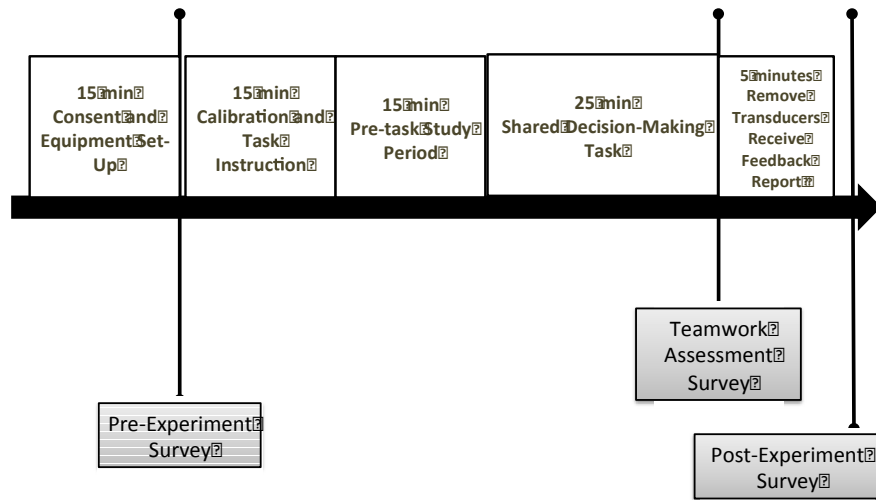 15 min
Consent and
Equipment Set-
Up
15 min
Calibration and
Task
Instruction
15 min
Pre-task Study
Period
25 min
Shared Decision-Making
Task
5 minutes
Remove
Transducers
Receive
Feedback
Report
Pre-Experiment
Survey
Teamwork
Assessment
Survey
Post-Experiment
Survey